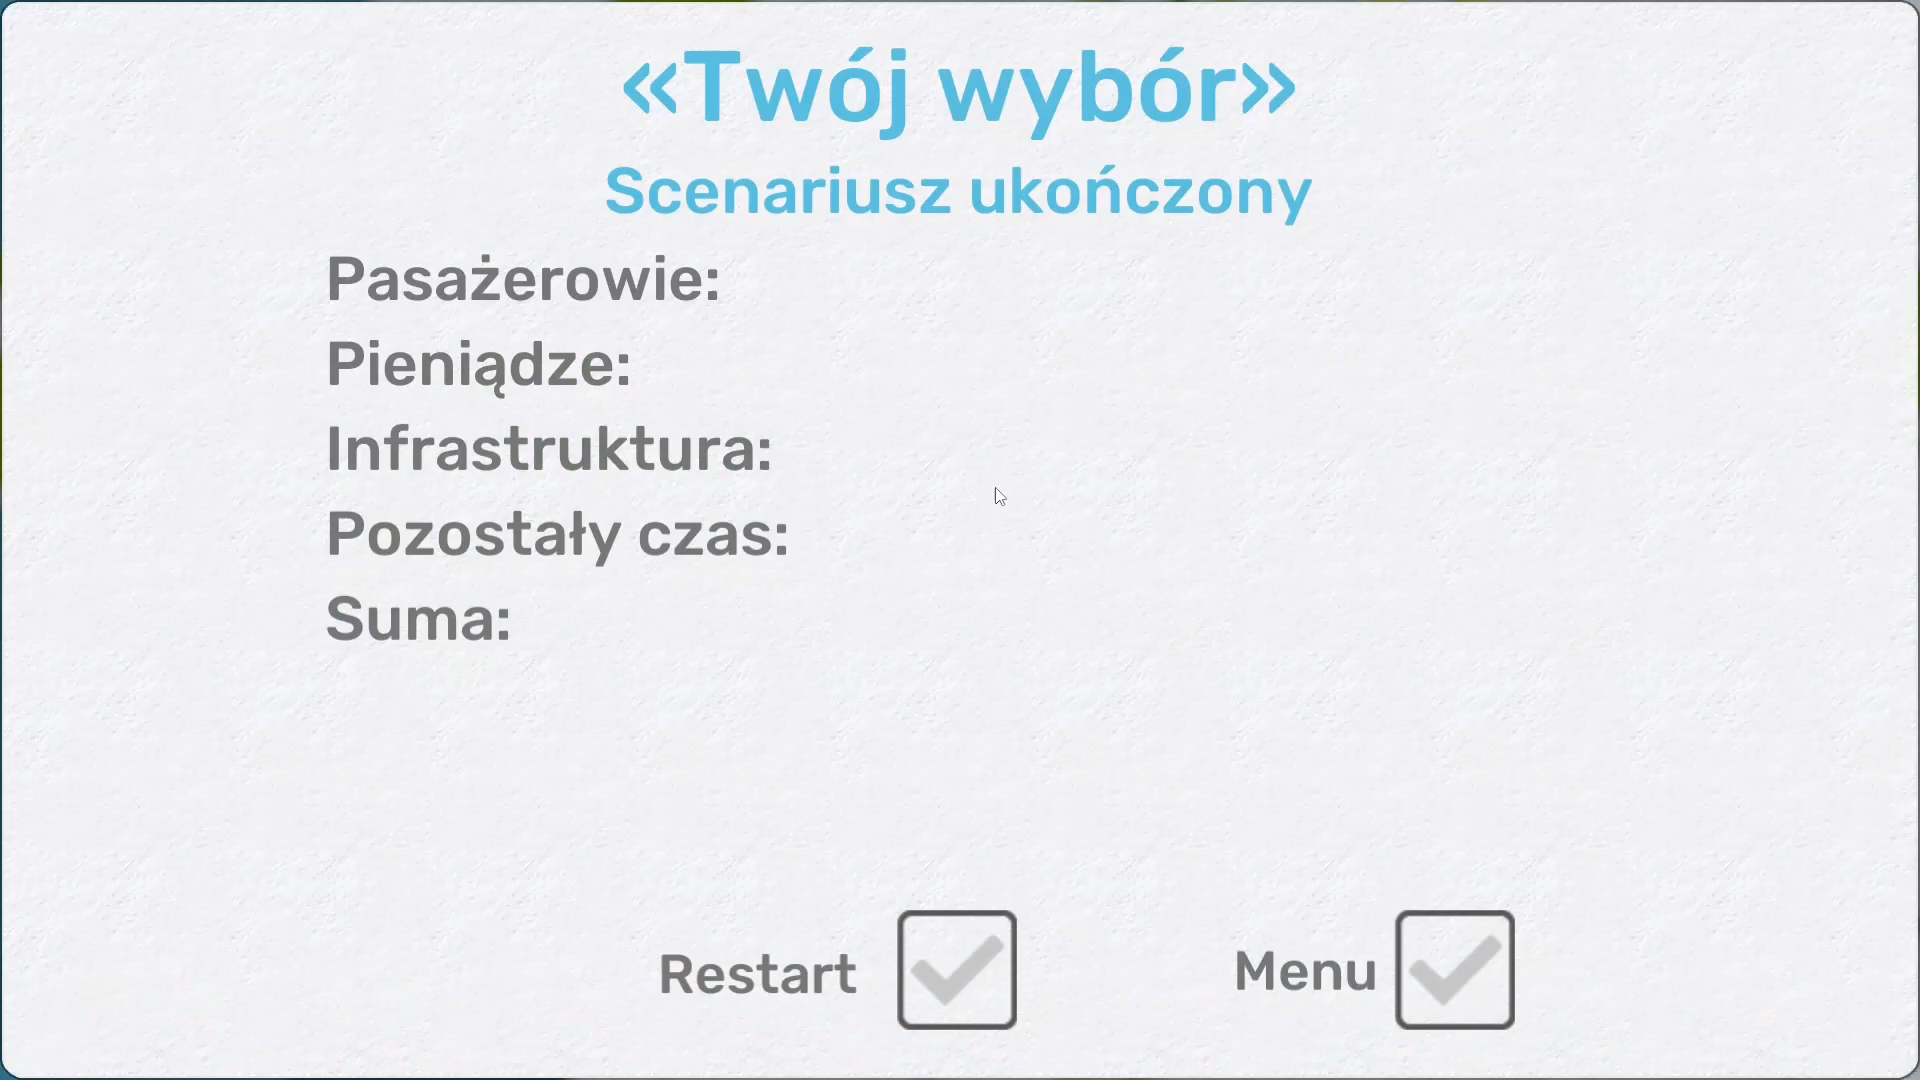 «Twój wybór»
Scenariusz ukończony
Pasażerowie:
Pieniądze:
Infrastruktura:
Pozostały czas:
Suma:
Restart
Menu